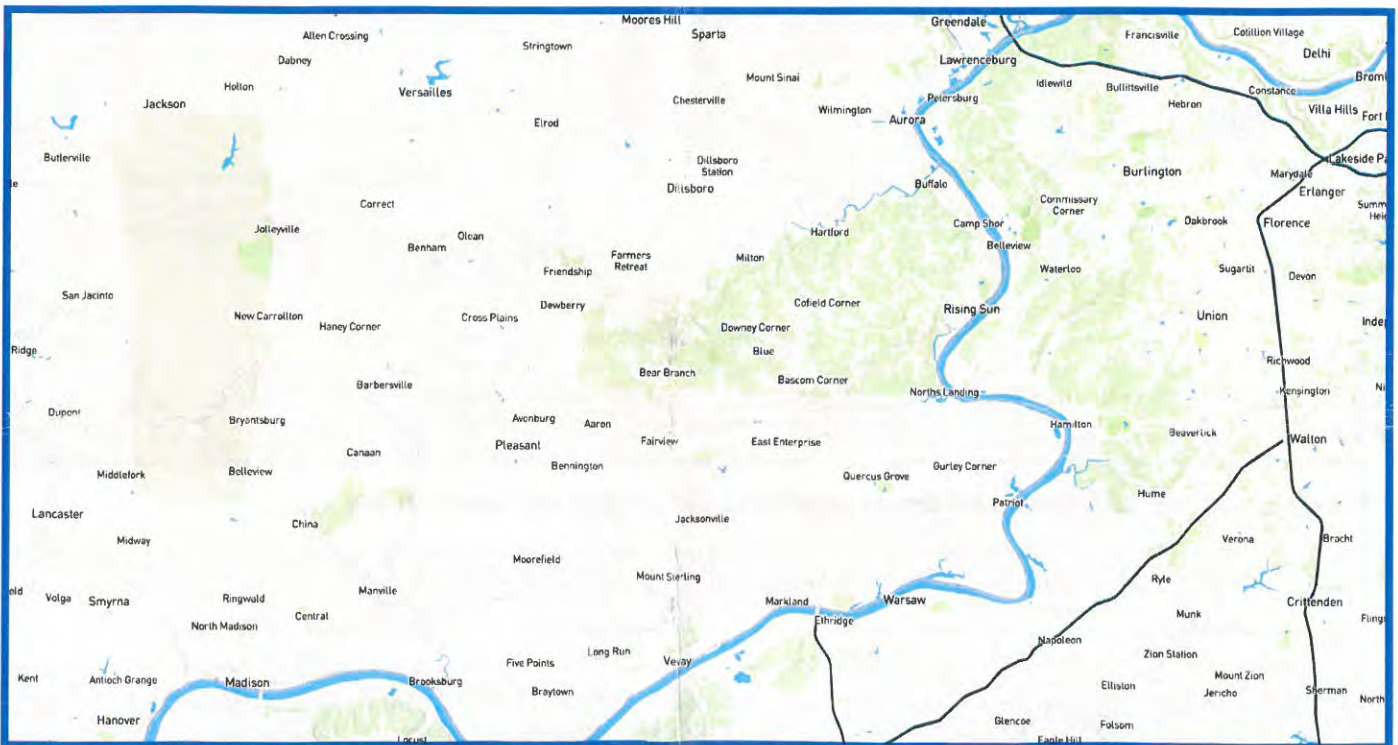 Moores Hill
Greendale
Allen Crossing
Stringtown
Sparta
Francisville
Cotillion Village
Dabney
Lawrenceburg
Delhi
Holton
Versailles
Mount Sinai
Idlewild
Bullittsville
Constance
Jackson
Chesterville
Wilmington
Petersburg
Hebron
Villa Hills
Elrod
Aurora
Butlerville
Dillsboro
Station
Dillsboro
Buffalo
Burlington
Marydale
Lakeside Pa
Erlanger
Correct
Commissary
Corner
Summ
Jolleyville
Olean
Benham
Hartford
Camp Shor
Belleview
Oakbrook
Florence
Farmers
Retreat
Friendship
Milton
Waterloo
Sugartit
Devon
San Jacinto
New Carrollton
Haney Corner
Cross Plains
Dewberry
Cofield Corner
Rising Sun
Union
Downey Corner
Ridge
Blue
Richwood
Barbersville
Bear Branch
Bascom Corner
Norths Landing
Kensington
Dupont
Bryantsburg
Avonburg
Aaron
Hamilton
Beaverlick
Walton
Pleasant
Fairview
East Enterprise
Canaan
Middlefork
Belleview
Bennington
Quercus Grove
Gurley Corner
Hume
Patriot
Lancaster
China
Jacksonville
Midway
Verona
Bracht
Moorefield
Mount Sterling
Ryle
Volga
Smyrna
Ringwald
Manville
Markland
Warsaw
Crittenden
Central
North Madison
Ethridge
Munk
Napoleon
Long Run
Vevay
Five Points
Zion Station
Kent
Antioch Grange
Madison
Brooksburg
Braytown
Mount Zion
Elliston
Jericho
Sherman
North
Hanover
Glencoe
Folsom
Locust
Eagle Hill